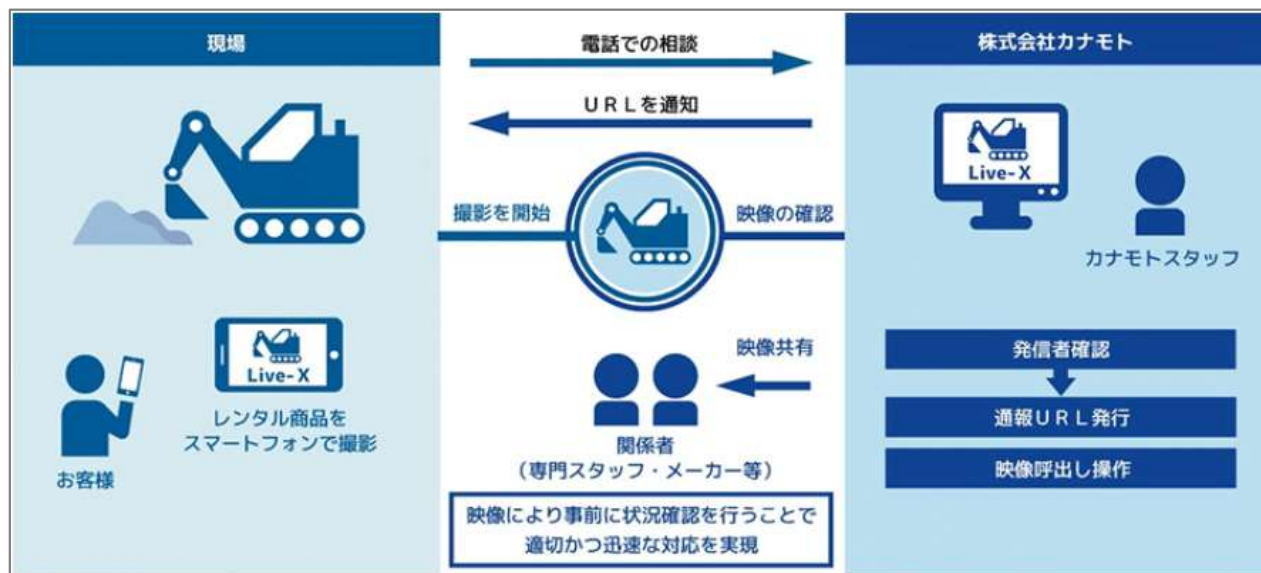 現場
レンタル商品を
スマートフォンで撮影
Live-X
お客様
電話での相談
URLを通知
撮影を開始
映像の確認
映像共有
関係者
(専門スタッフ・メーカー等)
映像により事前に状況確認を行うことで
適切かつ迅速な対応を実現
株式会社カナモト
Live-X
カナモトスタッフ
発信者確認
通報URL発行
映像呼出し操作